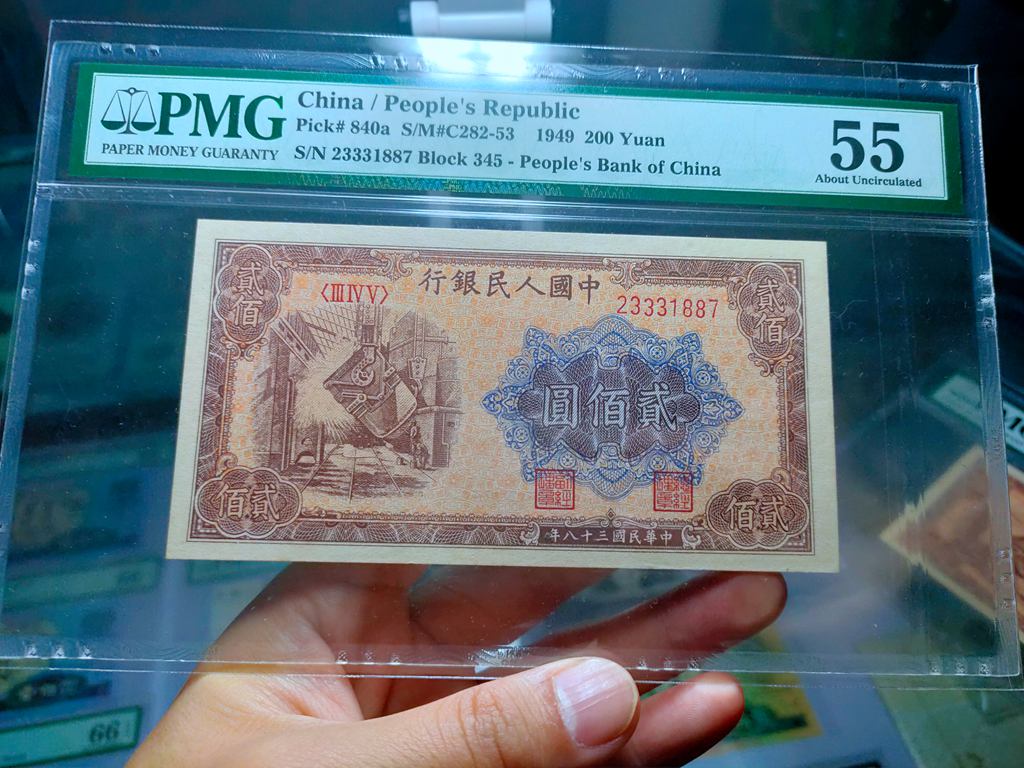 PMG
PAPER MONEY GUARANTY
China / People's Republic
Pick# 840a S/M#C282-53 1949 200 Yuan
S/N 23331887 Block 345 - People's Bank of China
55
About Uncirculated
行銀民人國中
〈III IV V〉
23331887
貳佰
貳佰
圓佰貳
佰貳
佰貳
年八十三國民華中
66